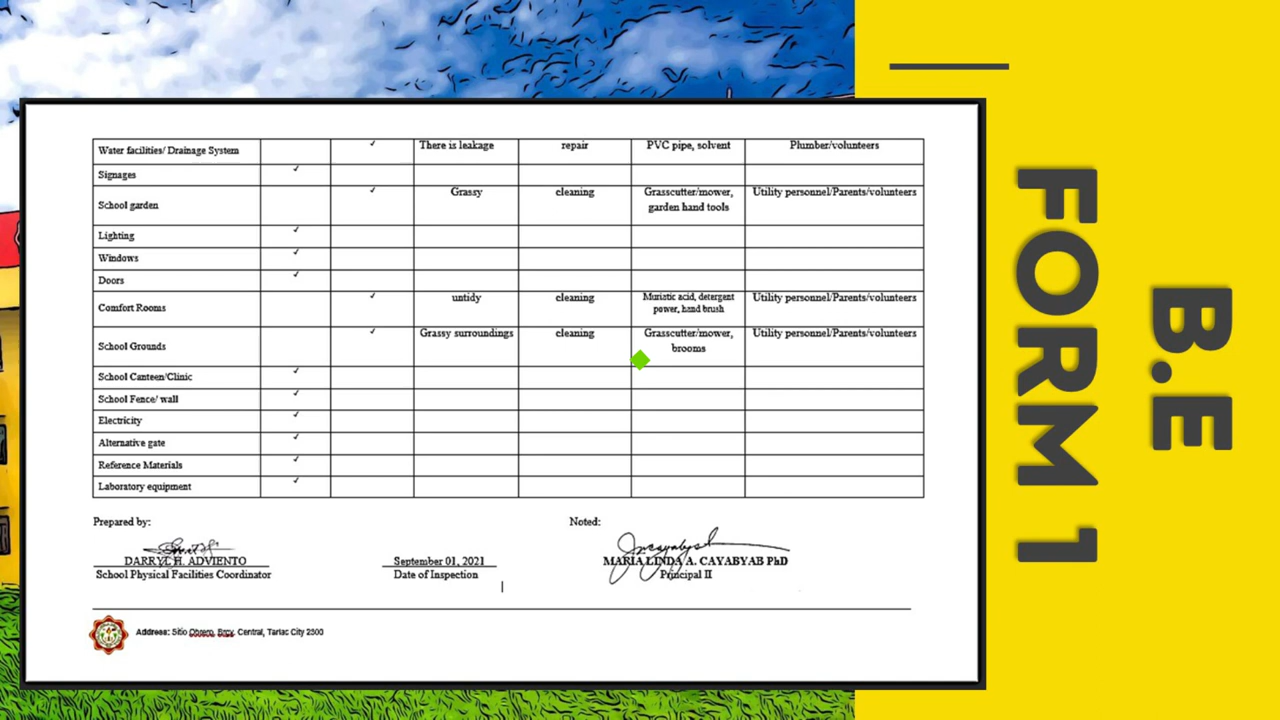 Water facilities/ Drainage System ✓ There is leakage repair PVC pipe, solvent Plumber/volunteers
Signages ✓
School garden ✓ Grassy cleaning Grasscutter/mower, garden hand tools Utility personnel/Parents/volunteers
Lighting ✓
Windows ✓
Doors ✓
Comfort Rooms ✓ untidy cleaning Muriatic acid, detergent power, hand brush Utility personnel/Parents/volunteers
School Grounds ✓ Grassy surroundings cleaning Grasscutter/mower, brooms Utility personnel/Parents/volunteers
School Canteen/Clinic ✓
School Fence/ wall ✓
Electricity ✓
Alternative gate ✓
Reference Materials ✓
Laboratory equipment ✓
Prepared by: Noted:
DARRYL H. ADVIENTO September 01, 2021 MARIA LINDA A. CAYABYAB PhD
School Physical Facilities Coordinator Date of Inspection Principal II
Address: Sitio Obrero, Brgy. Central, Tarlac City 2300
B.E
FORM 1